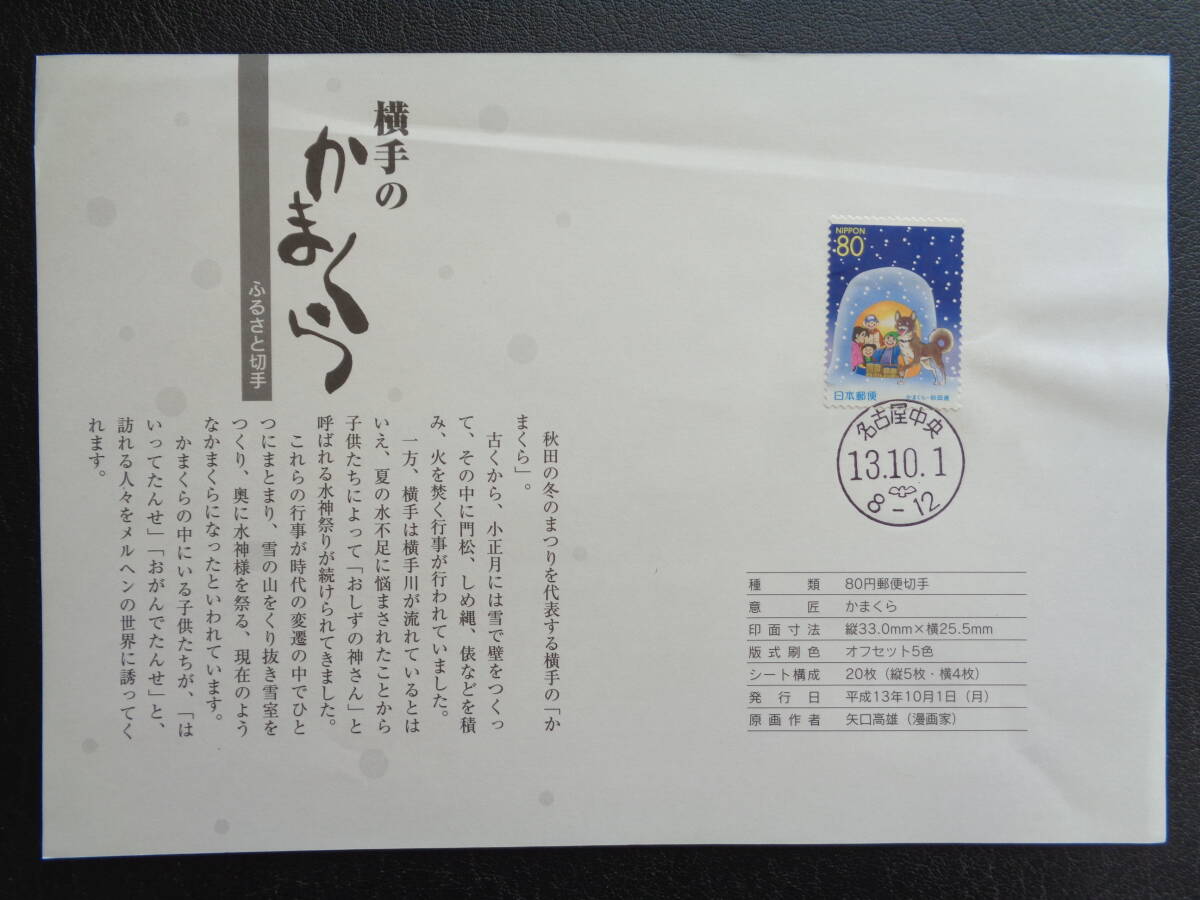 横手の
かまくら
ふるさと切手
秋田の冬のまつりを代表する横手の「か
まくら」。
古くから、小正月には雪で壁をつくっ
て、その中に門松、しめ縄、俵などを積
み、火を焚く行事が行われていました。
一方、横手は横手川が流れているとは
いえ、夏の水不足に悩まされたことから
子供たちによって「おしずの神さん」と
呼ばれる水神祭りが続けられてきました。
これらの行事が時代の変遷の中でひと
つにまとまり、雪の山をくり抜き雪室を
つくり、奥に水神様を祭る、現在のよう
なかまくらになったといわれています。
かまくらの中にいる子供たちが、「は
いってたんせ」「おがんでたんせ」と、
訪れる人々をメルヘンの世界に誘ってく
れます。
NIPPON
80
日本郵便
かまくら・秋田県
名古屋中央
13.10.1
8-12
種類 80円郵便切手
意匠 かまくら
印面寸法 縦33.0mm×横25.5mm
版式刷色 オフセット5色
シート構成 20枚（縦5枚・横4枚）
発行日 平成13年10月1日（月）
原画作者 矢口高雄（漫画家）